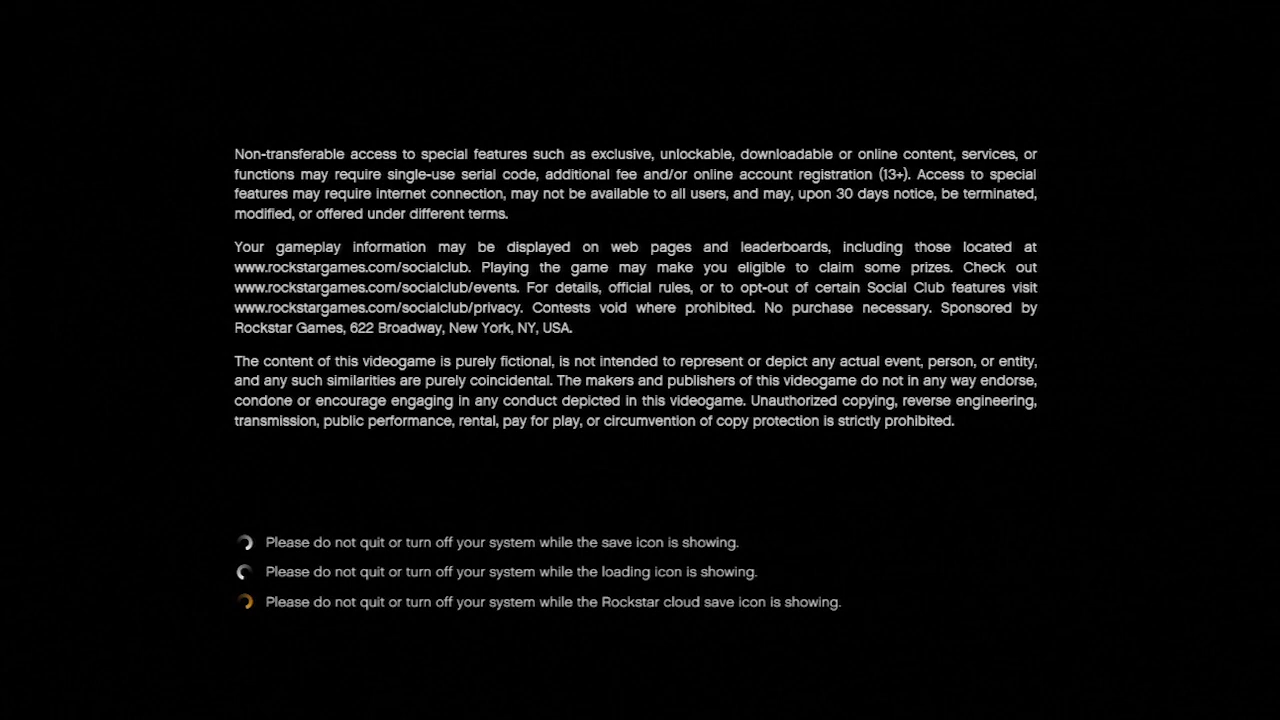 Non-transferable access to special features such as exclusive, unlockable, downloadable or online content, services, or
functions may require single-use serial code, additional fee and/or online account registration (13+). Access to special
features may require internet connection, may not be available to all users, and may, upon 30 days notice, be terminated,
modified, or offered under different terms.
Your gameplay information may be displayed on web pages and leaderboards, including those located at
www.rockstargames.com/socialclub. Playing the game may make you eligible to claim some prizes. Check out
www.rockstargames.com/socialclub/events. For details, official rules, or to opt-out of certain Social Club features visit
www.rockstargames.com/socialclub/privacy. Contests void where prohibited. No purchase necessary. Sponsored by
Rockstar Games, 622 Broadway, New York, NY, USA.
The content of this videogame is purely fictional, is not intended to represent or depict any actual event, person, or entity,
and any such similarities are purely coincidental. The makers and publishers of this videogame do not in any way endorse,
condone or encourage engaging in any conduct depicted in this videogame. Unauthorized copying, reverse engineering,
transmission, public performance, rental, pay for play, or circumvention of copy protection is strictly prohibited.
Please do not quit or turn off your system while the save icon is showing.
Please do not quit or turn off your system while the loading icon is showing.
Please do not quit or turn off your system while the Rockstar cloud save icon is showing.